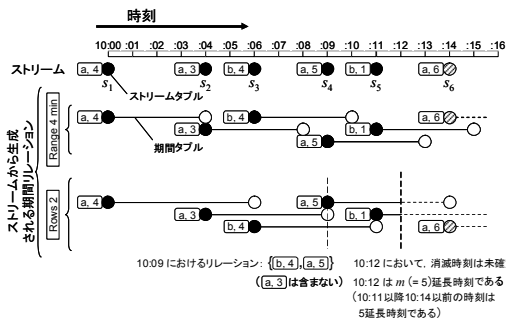 時刻
10:00 :01 :02 :03 :04 :05 :06 :07 :08 :09 :10 :11 :12 :13 :14 :15 :16
ストリーム
a, 4 a, 3 b, 4 a, 5 b, 1 a, 6
s1 s2 s3 s4 s5 s6
ストリームタプル
ストリームから生成
される期間リレーション
Range 4 min
a, 4 b, 4 a, 6
a, 3 b, 1
期間タプル
a, 5
Rows 2
a, 4 a, 5
a, 3 b, 1
b, 4 a, 6
10:09 におけるリレーション: {b, 4, a, 5}
(a, 3 は含まない)
10:12 において,消滅時刻は未確
10:12 は m (= 5)延長時刻である
(10:11以降10:14以前の時刻は
5延長時刻である)